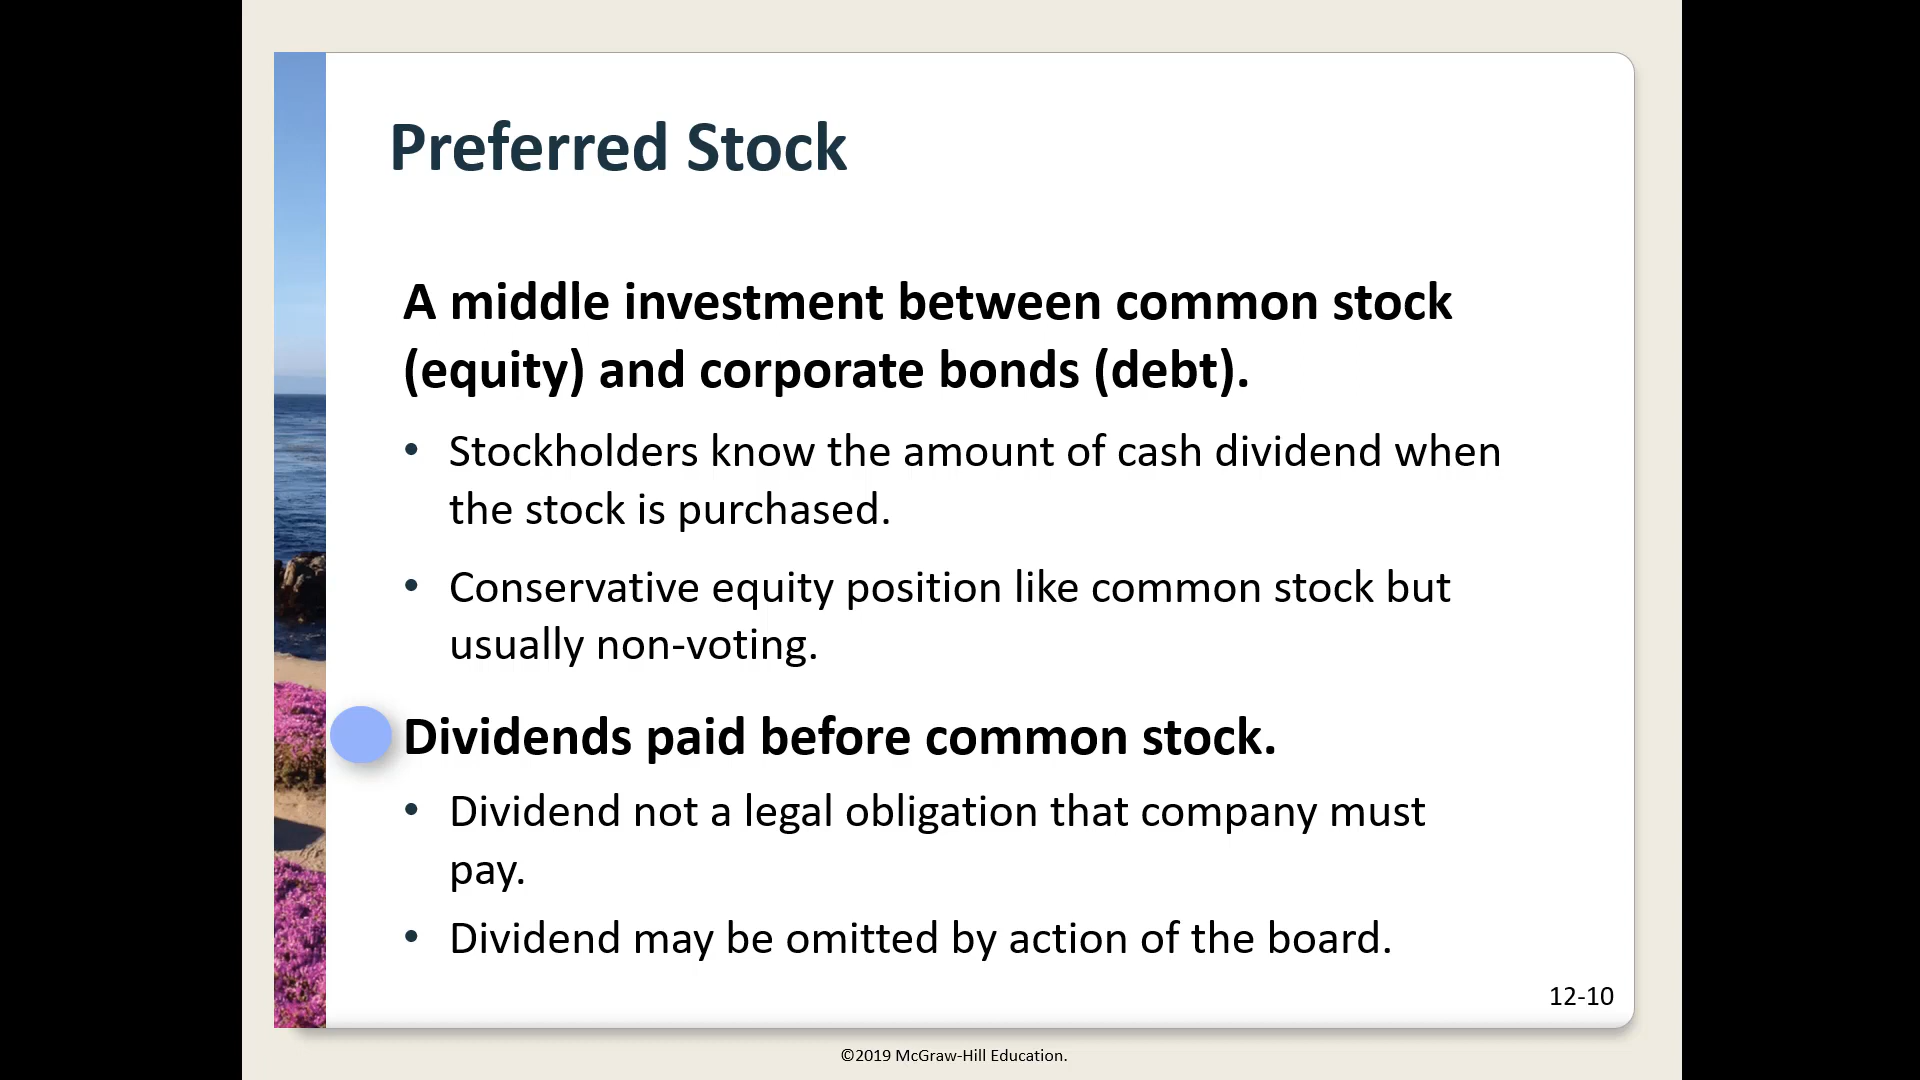 Preferred Stock
A middle investment between common stock
(equity) and corporate bonds (debt).
• Stockholders know the amount of cash dividend when
the stock is purchased.
• Conservative equity position like common stock but
usually non-voting.
Dividends paid before common stock.
• Dividend not a legal obligation that company must
pay.
• Dividend may be omitted by action of the board.
12-10
©2019 McGraw-Hill Education.